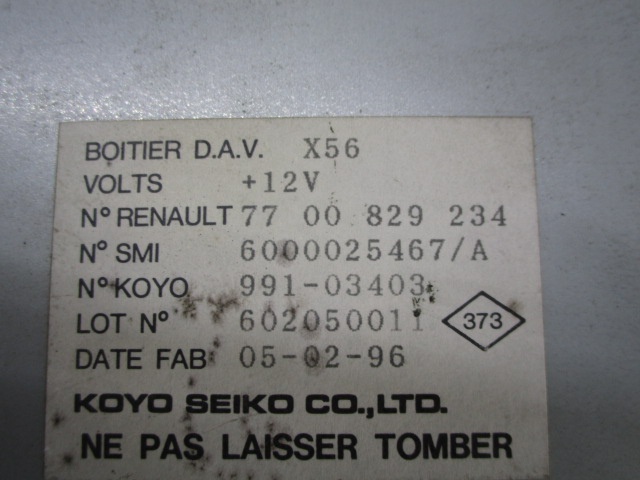 BOITIER D.A.V. X56
VOLTS +12V
N° RENAULT 77 00 829 234
N° SMI 6000025467/A
N° KOYO 991-03403
LOT N° 602050011 373
DATE FAB 05-02-96
KOYO SEIKO CO.,LTD.
NE PAS LAISSER TOMBER